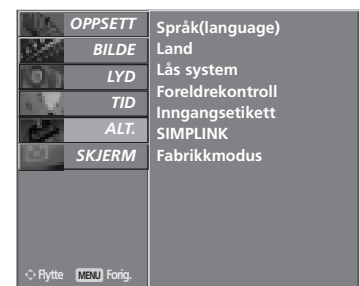 OPPSETT
BILDE
LYD
TID
ALT.
SKJERM
Språk(language)
Land
Lås system
Foreldrekontroll
Inngangsetikett
SIMPLINK
Fabrikkmodus
Flytte MENU Forig.